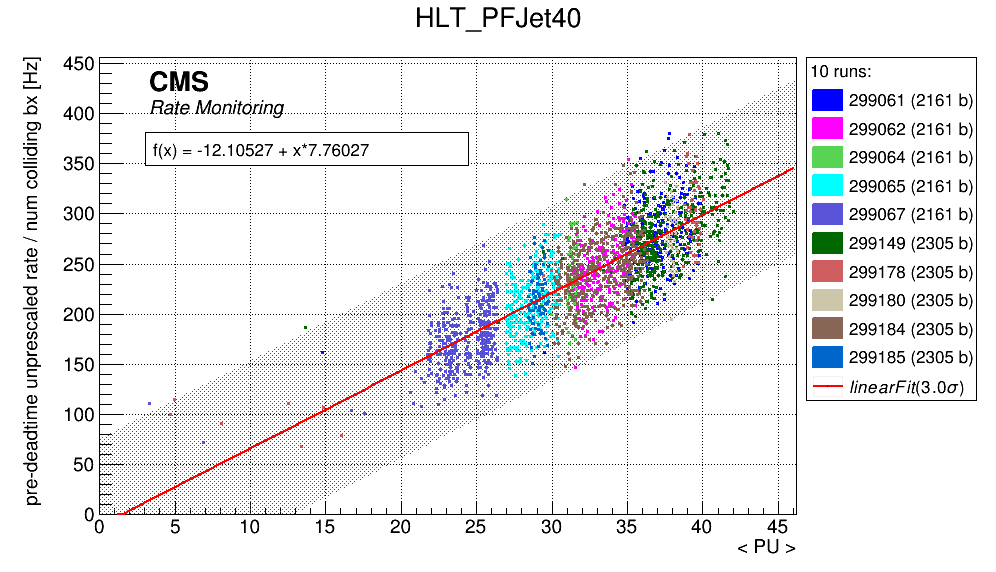 HLT_PFJet40
pre-deadtime unprescaled rate / num colliding bx [Hz]
450
400
350
300
250
200
150
100
50
0
CMS
Rate Monitoring
f(x) = -12.10527 + x*7.76027
0 5 10 15 20 25 30 35 40 45
< PU >
10 runs:
299061 (2161 b)
299062 (2161 b)
299064 (2161 b)
299065 (2161 b)
299067 (2161 b)
299149 (2305 b)
299178 (2305 b)
299180 (2305 b)
299184 (2305 b)
299185 (2305 b)
linearFit(3.0σ)